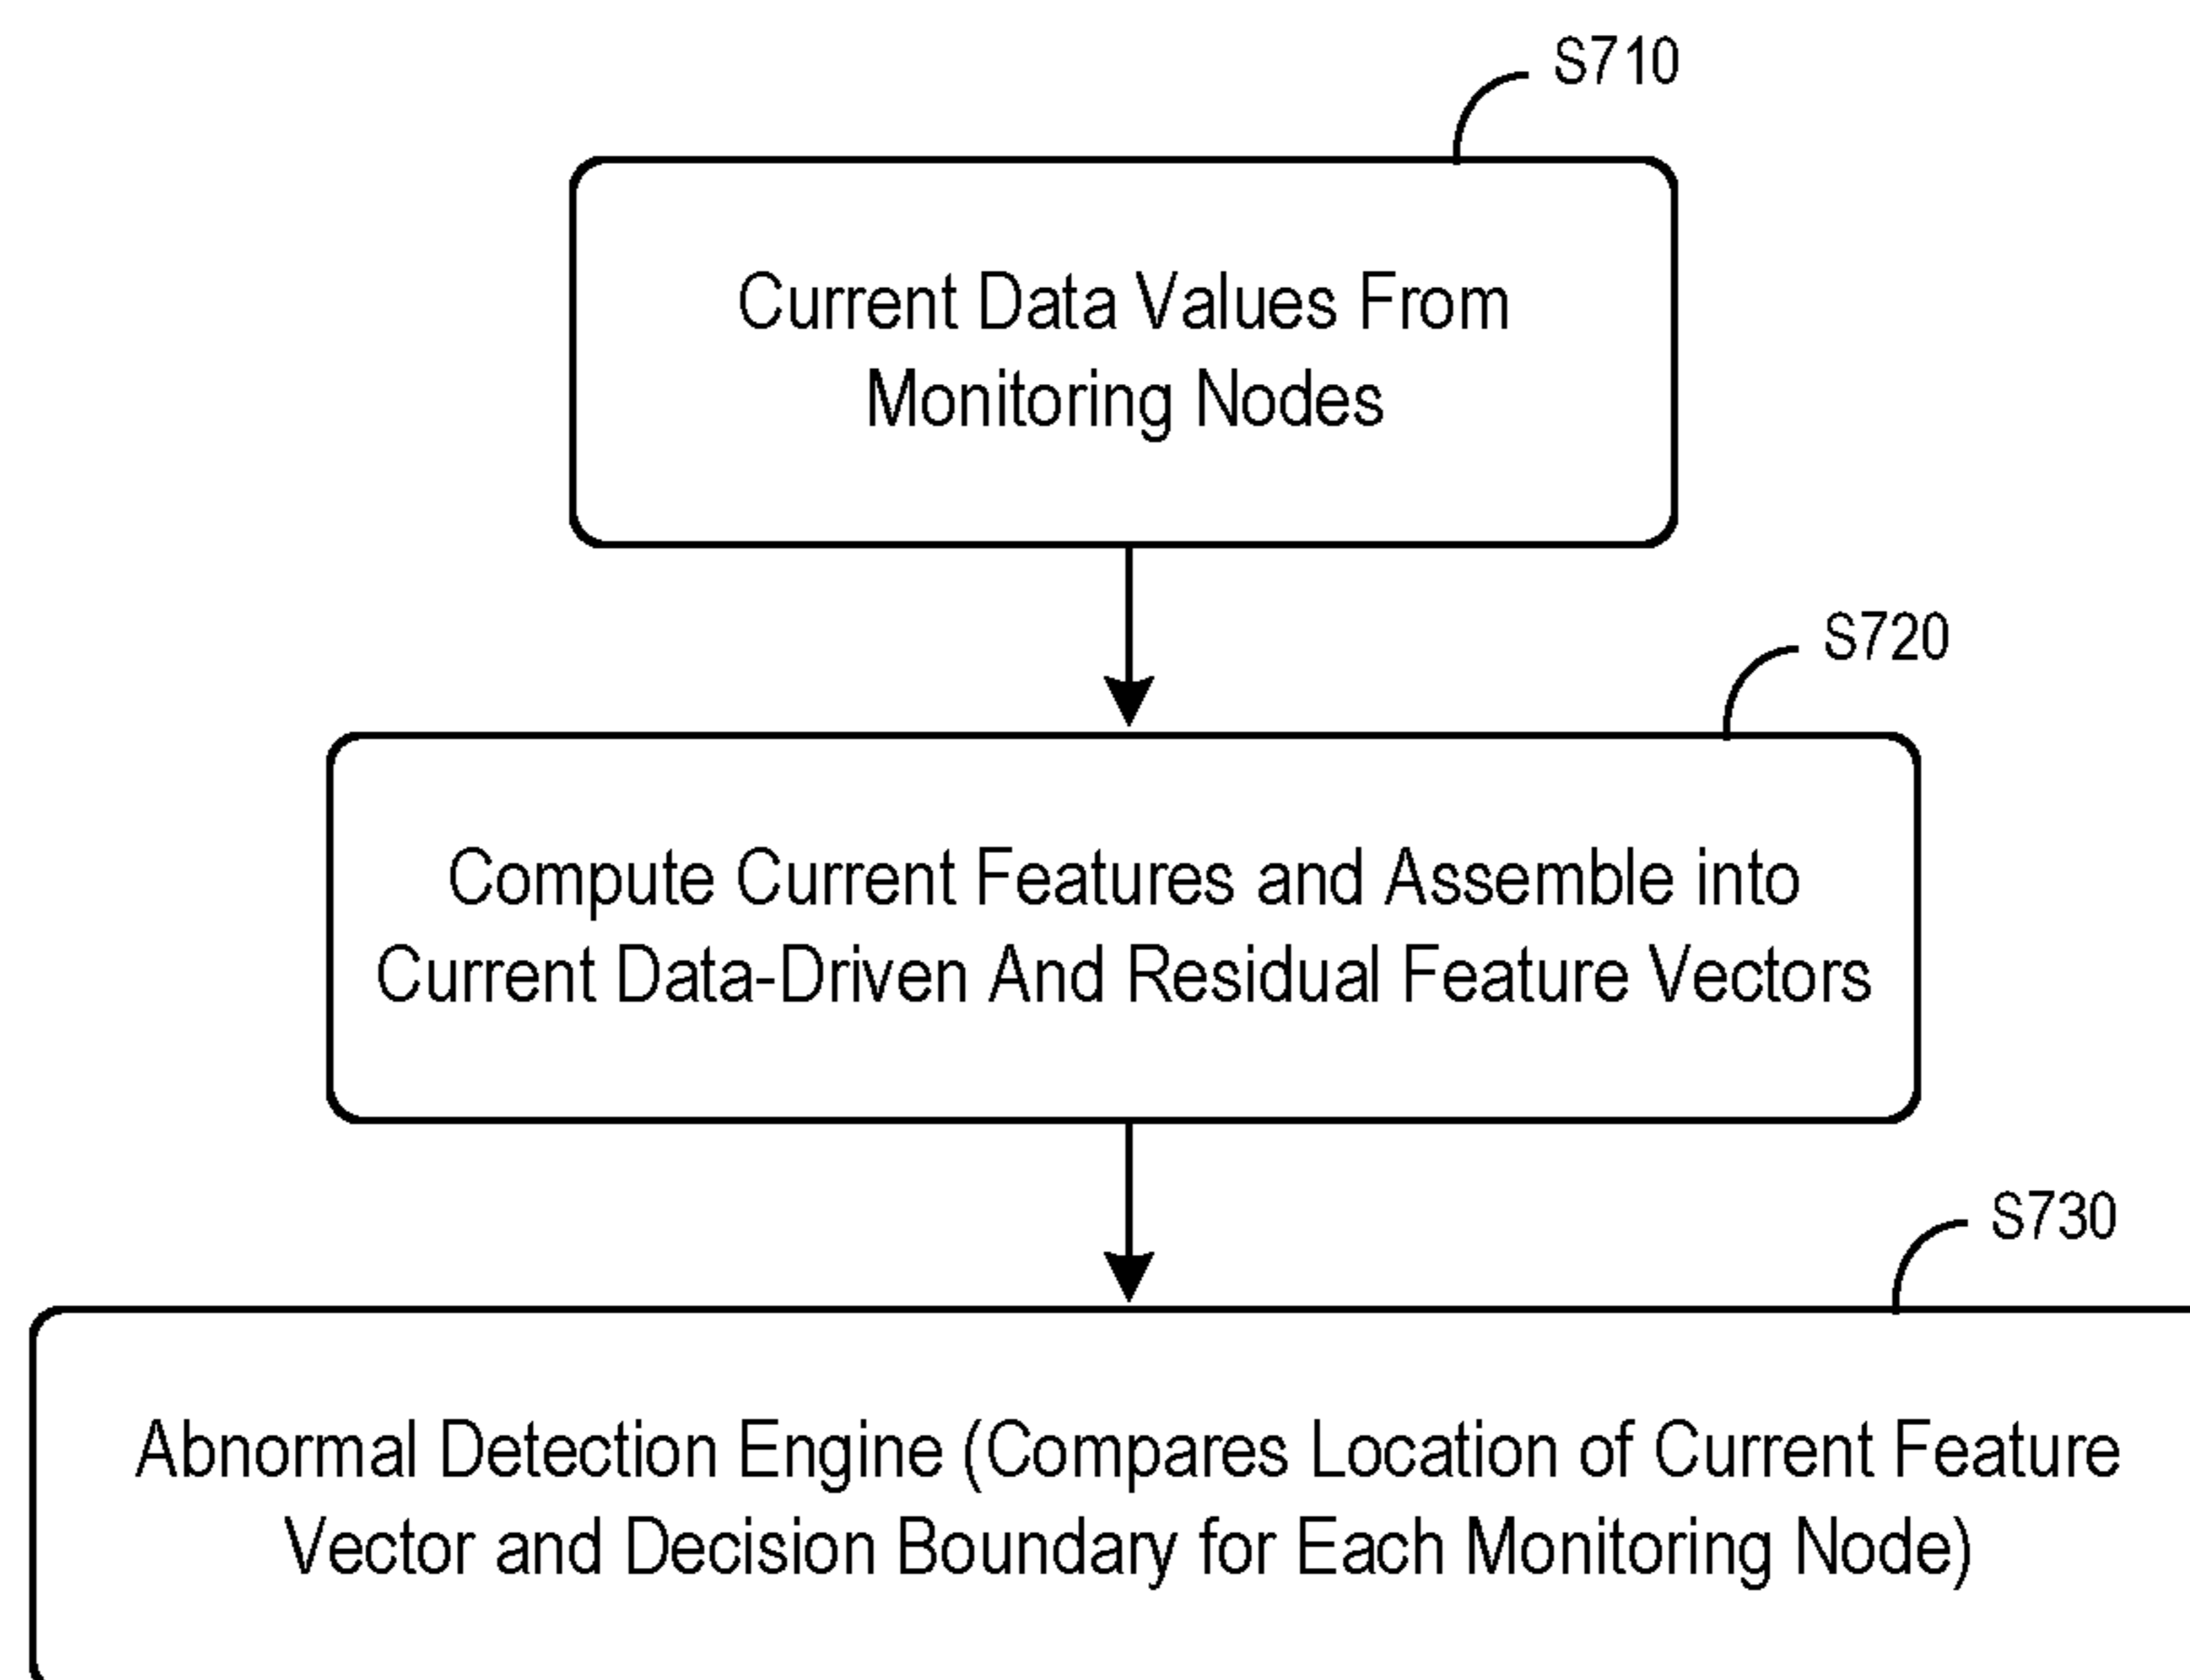 S710
Current Data Values From
Monitoring Nodes
S720
Compute Current Features and Assemble into
Current Data-Driven And Residual Feature Vectors
S730
Abnormal Detection Engine (Compares Location of Current Feature
Vector and Decision Boundary for Each Monitoring Node)